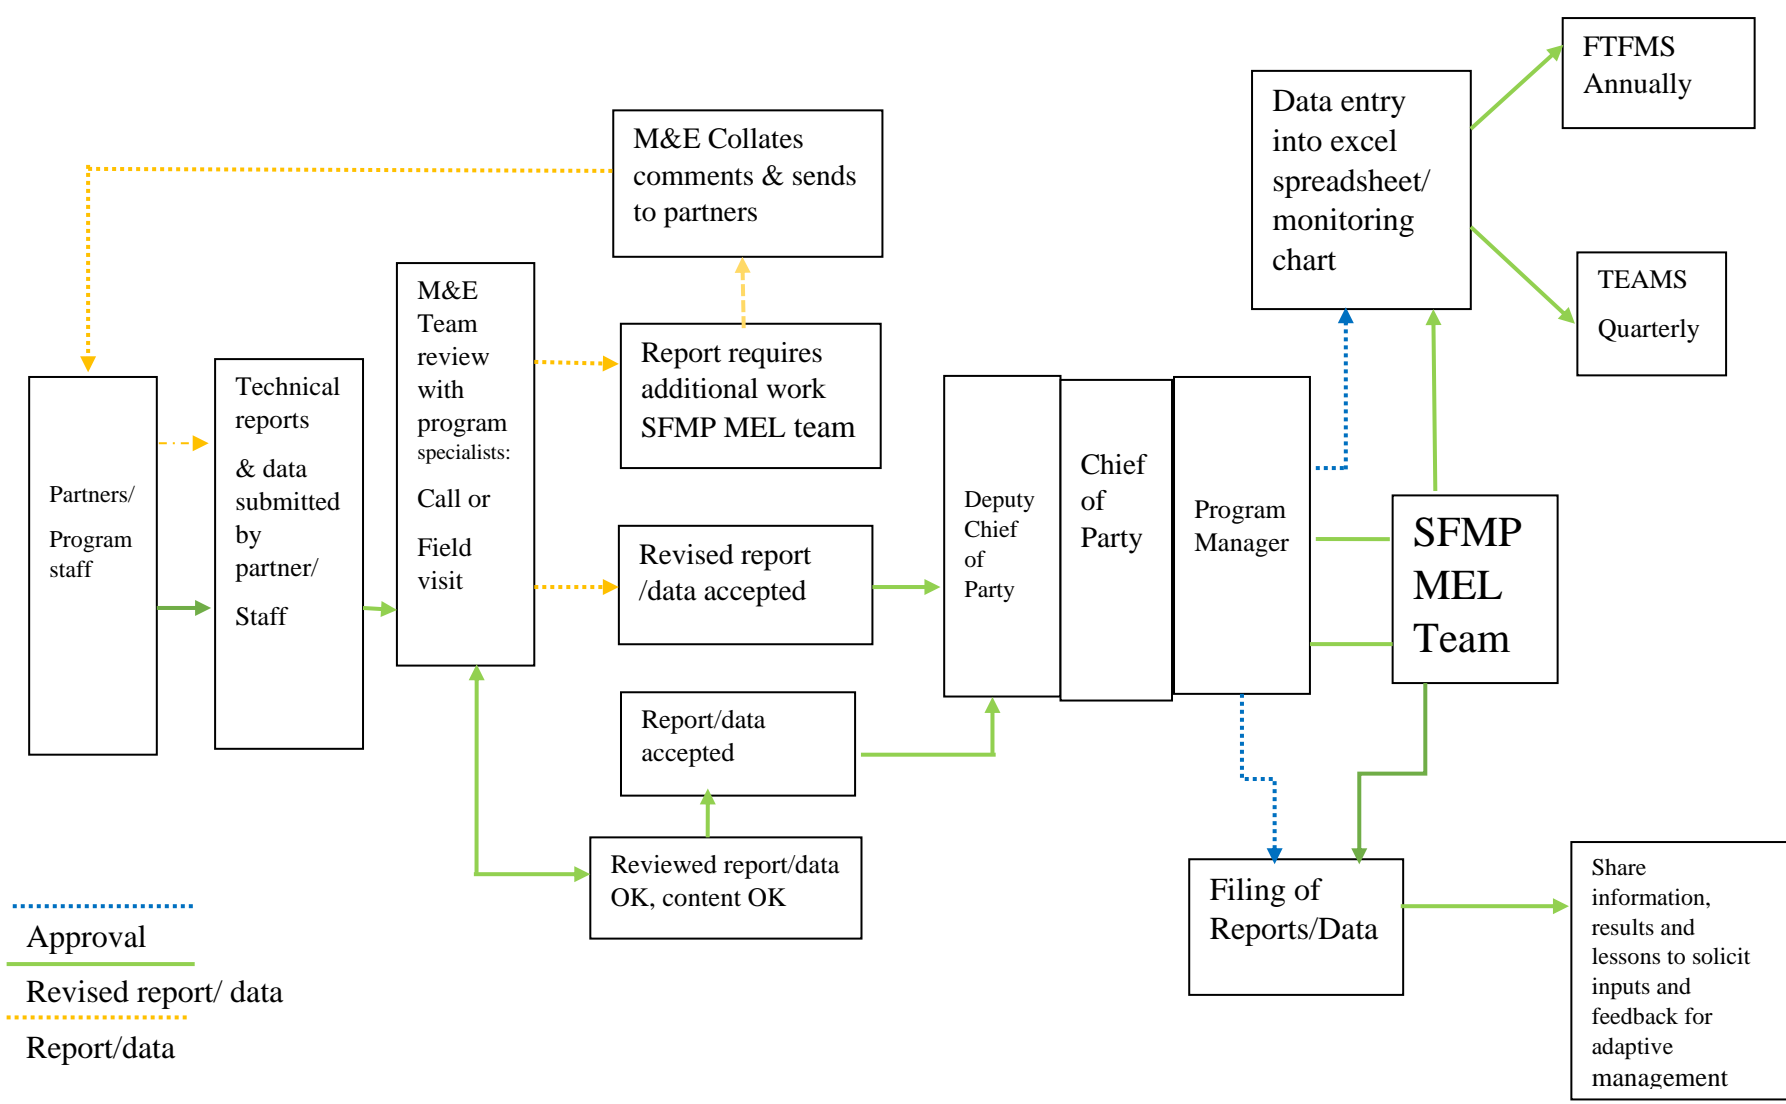 Partners/
Program
staff
Technical
reports
& data
submitted
by
partner/
Staff
M&E
Team
review
with
program
specialists:
Call or
Field
visit
M&E Collates
comments & sends
to partners
Report requires
additional work
SFMP MEL team
Revised report
/data accepted
Report/data
accepted
Reviewed report/data
OK, content OK
Deputy
Chief
of
Party
Chief
of
Party
Program
Manager
SFMP
MEL
Team
Data entry
into excel
spreadsheet/
monitoring
chart
FTFMS
Annually
TEAMS
Quarterly
Filing of
Reports/Data
Share
information,
results and
lessons to solicit
inputs and
feedback for
adaptive
management
Approval
Revised report/ data
Report/data